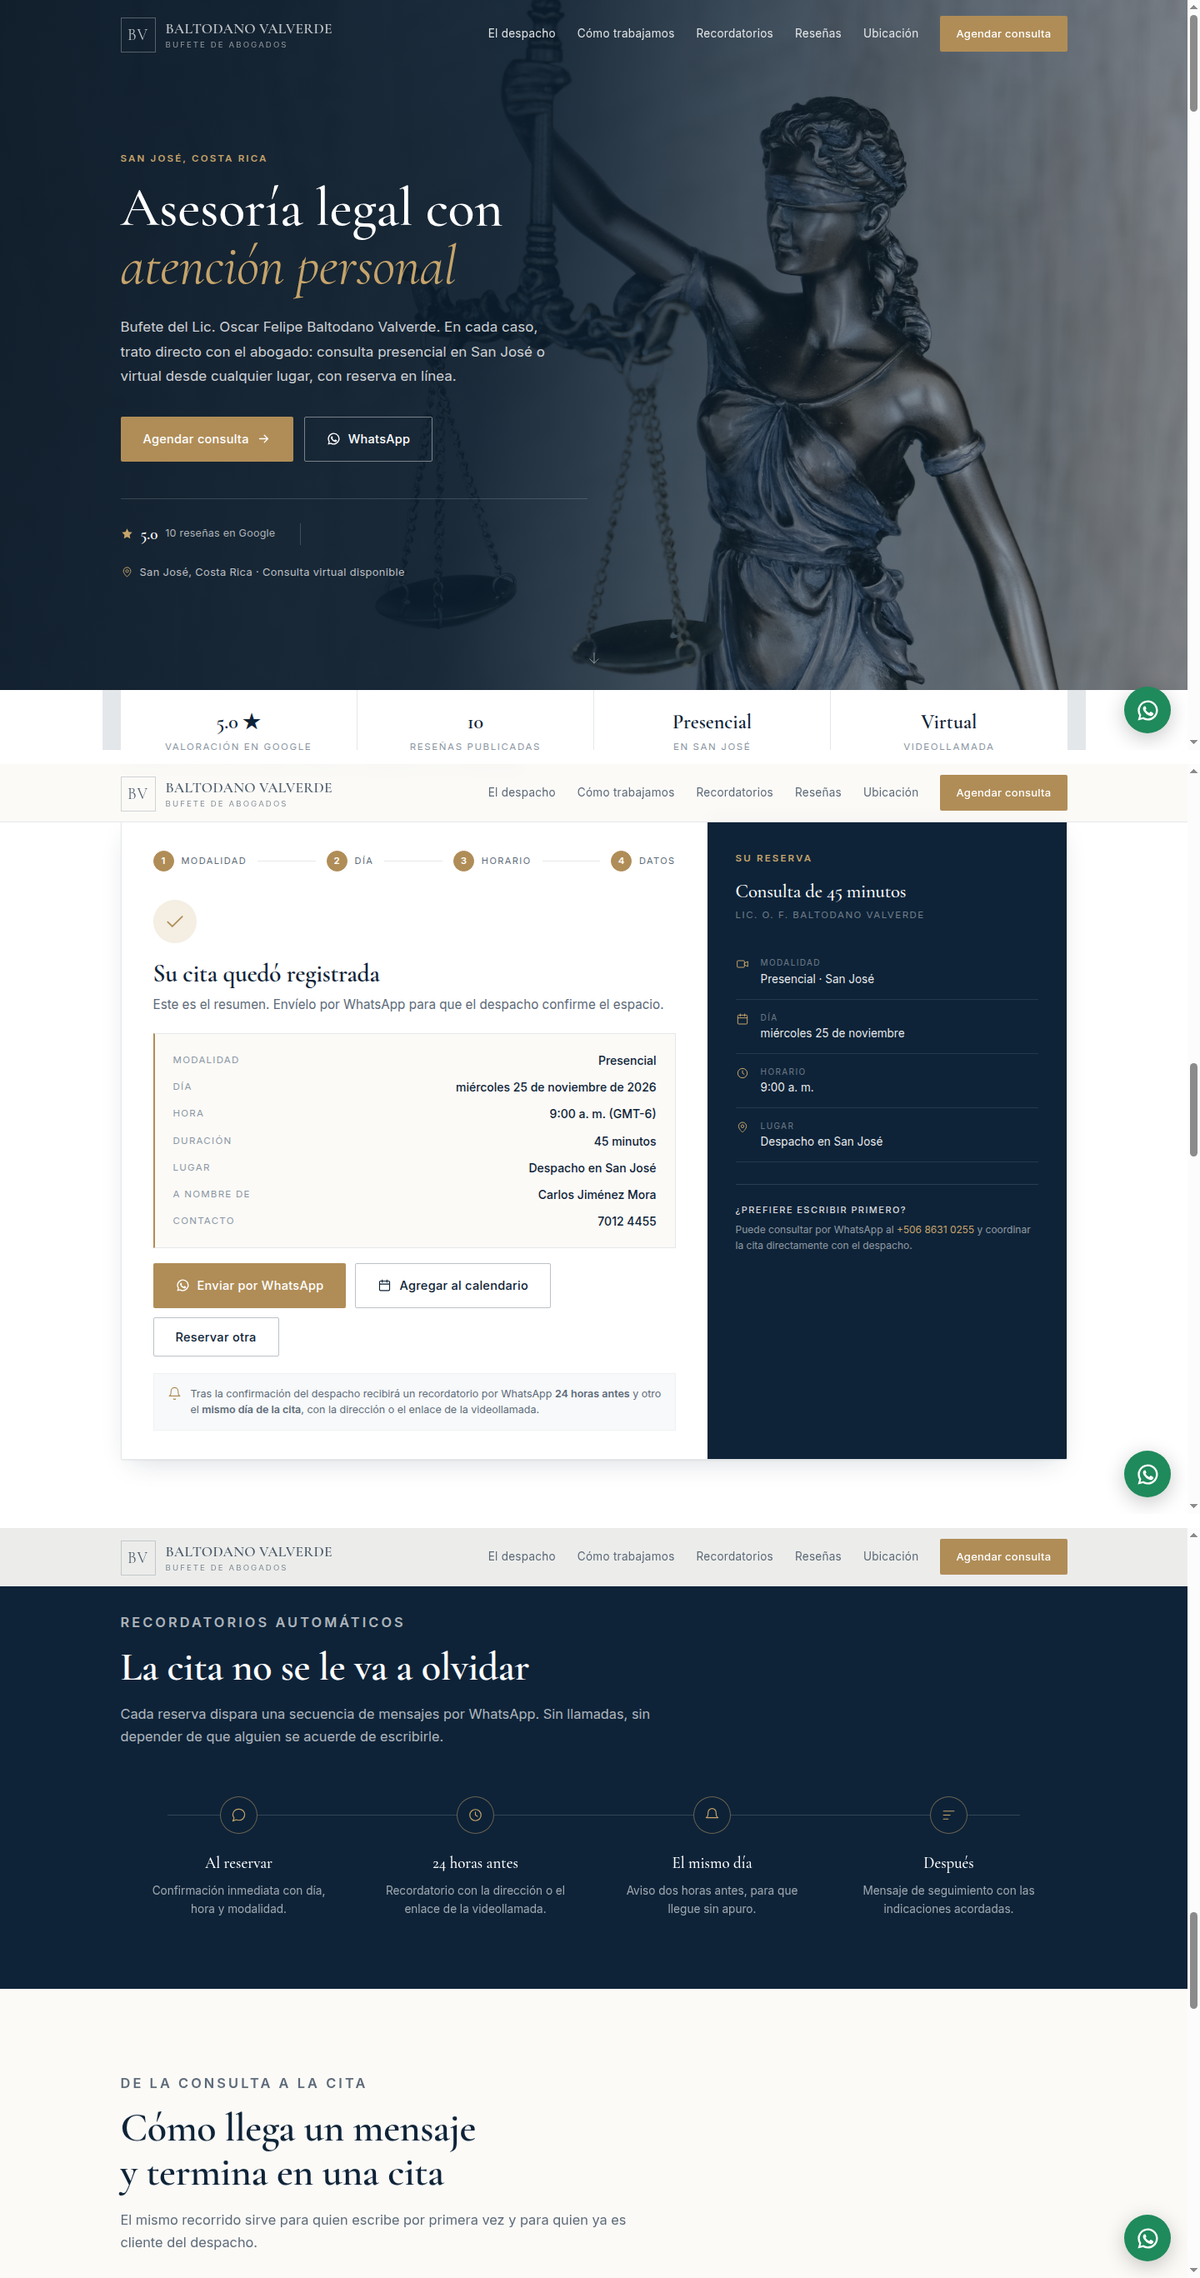 BV
BALTODANO VALVERDE
BUFETE DE ABOGADOS
El despacho
Cómo trabajamos
Recordatorios
Reseñas
Ubicación
Agendar consulta
SAN JOSÉ, COSTA RICA
Asesoría legal con
atención personal
Bufete del Lic. Oscar Felipe Baltodano Valverde. En cada caso,
trato directo con el abogado: consulta presencial en San José o
virtual desde cualquier lugar, con reserva en línea.
Agendar consulta →
WhatsApp
★ 5.0 10 reseñas en Google
San José, Costa Rica · Consulta virtual disponible
5.0 ★
VALORACIÓN EN GOOGLE
10
RESEÑAS PUBLICADAS
Presencial
EN SAN JOSÉ
Virtual
VIDEOLLAMADA
BV
BALTODANO VALVERDE
BUFETE DE ABOGADOS
El despacho
Cómo trabajamos
Recordatorios
Reseñas
Ubicación
Agendar consulta
1 MODALIDAD
2 DÍA
3 HORARIO
4 DATOS
Su cita quedó registrada
Este es el resumen. Envíelo por WhatsApp para que el despacho confirme el espacio.
MODALIDAD Presencial
DÍA miércoles 25 de noviembre de 2026
HORA 9:00 a. m. (GMT-6)
DURACIÓN 45 minutos
LUGAR Despacho en San José
A NOMBRE DE Carlos Jiménez Mora
CONTACTO 7012 4455
Enviar por WhatsApp
Agregar al calendario
Reservar otra
Tras la confirmación del despacho recibirá un recordatorio por WhatsApp 24 horas antes y otro
el mismo día de la cita, con la dirección o el enlace de la videollamada.
SU RESERVA
Consulta de 45 minutos
LIC. O. F. BALTODANO VALVERDE
MODALIDAD
Presencial · San José
DÍA
miércoles 25 de noviembre
HORARIO
9:00 a. m.
LUGAR
Despacho en San José
¿PREFIERE ESCRIBIR PRIMERO?
Puede consultar por WhatsApp al +506 8631 0255 y coordinar
la cita directamente con el despacho.
BV
BALTODANO VALVERDE
BUFETE DE ABOGADOS
El despacho
Cómo trabajamos
Recordatorios
Reseñas
Ubicación
Agendar consulta
RECORDATORIOS AUTOMÁTICOS
La cita no se le va a olvidar
Cada reserva dispara una secuencia de mensajes por WhatsApp. Sin llamadas, sin
depender de que alguien se acuerde de escribirle.
Al reservar
Confirmación inmediata con día,
hora y modalidad.
24 horas antes
Recordatorio con la dirección o el
enlace de la videollamada.
El mismo día
Aviso dos horas antes, para que
llegue sin apuro.
Después
Mensaje de seguimiento con las
indicaciones acordadas.
DE LA CONSULTA A LA CITA
Cómo llega un mensaje
y termina en una cita
El mismo recorrido sirve para quien escribe por primera vez y para quien ya es
cliente del despacho.